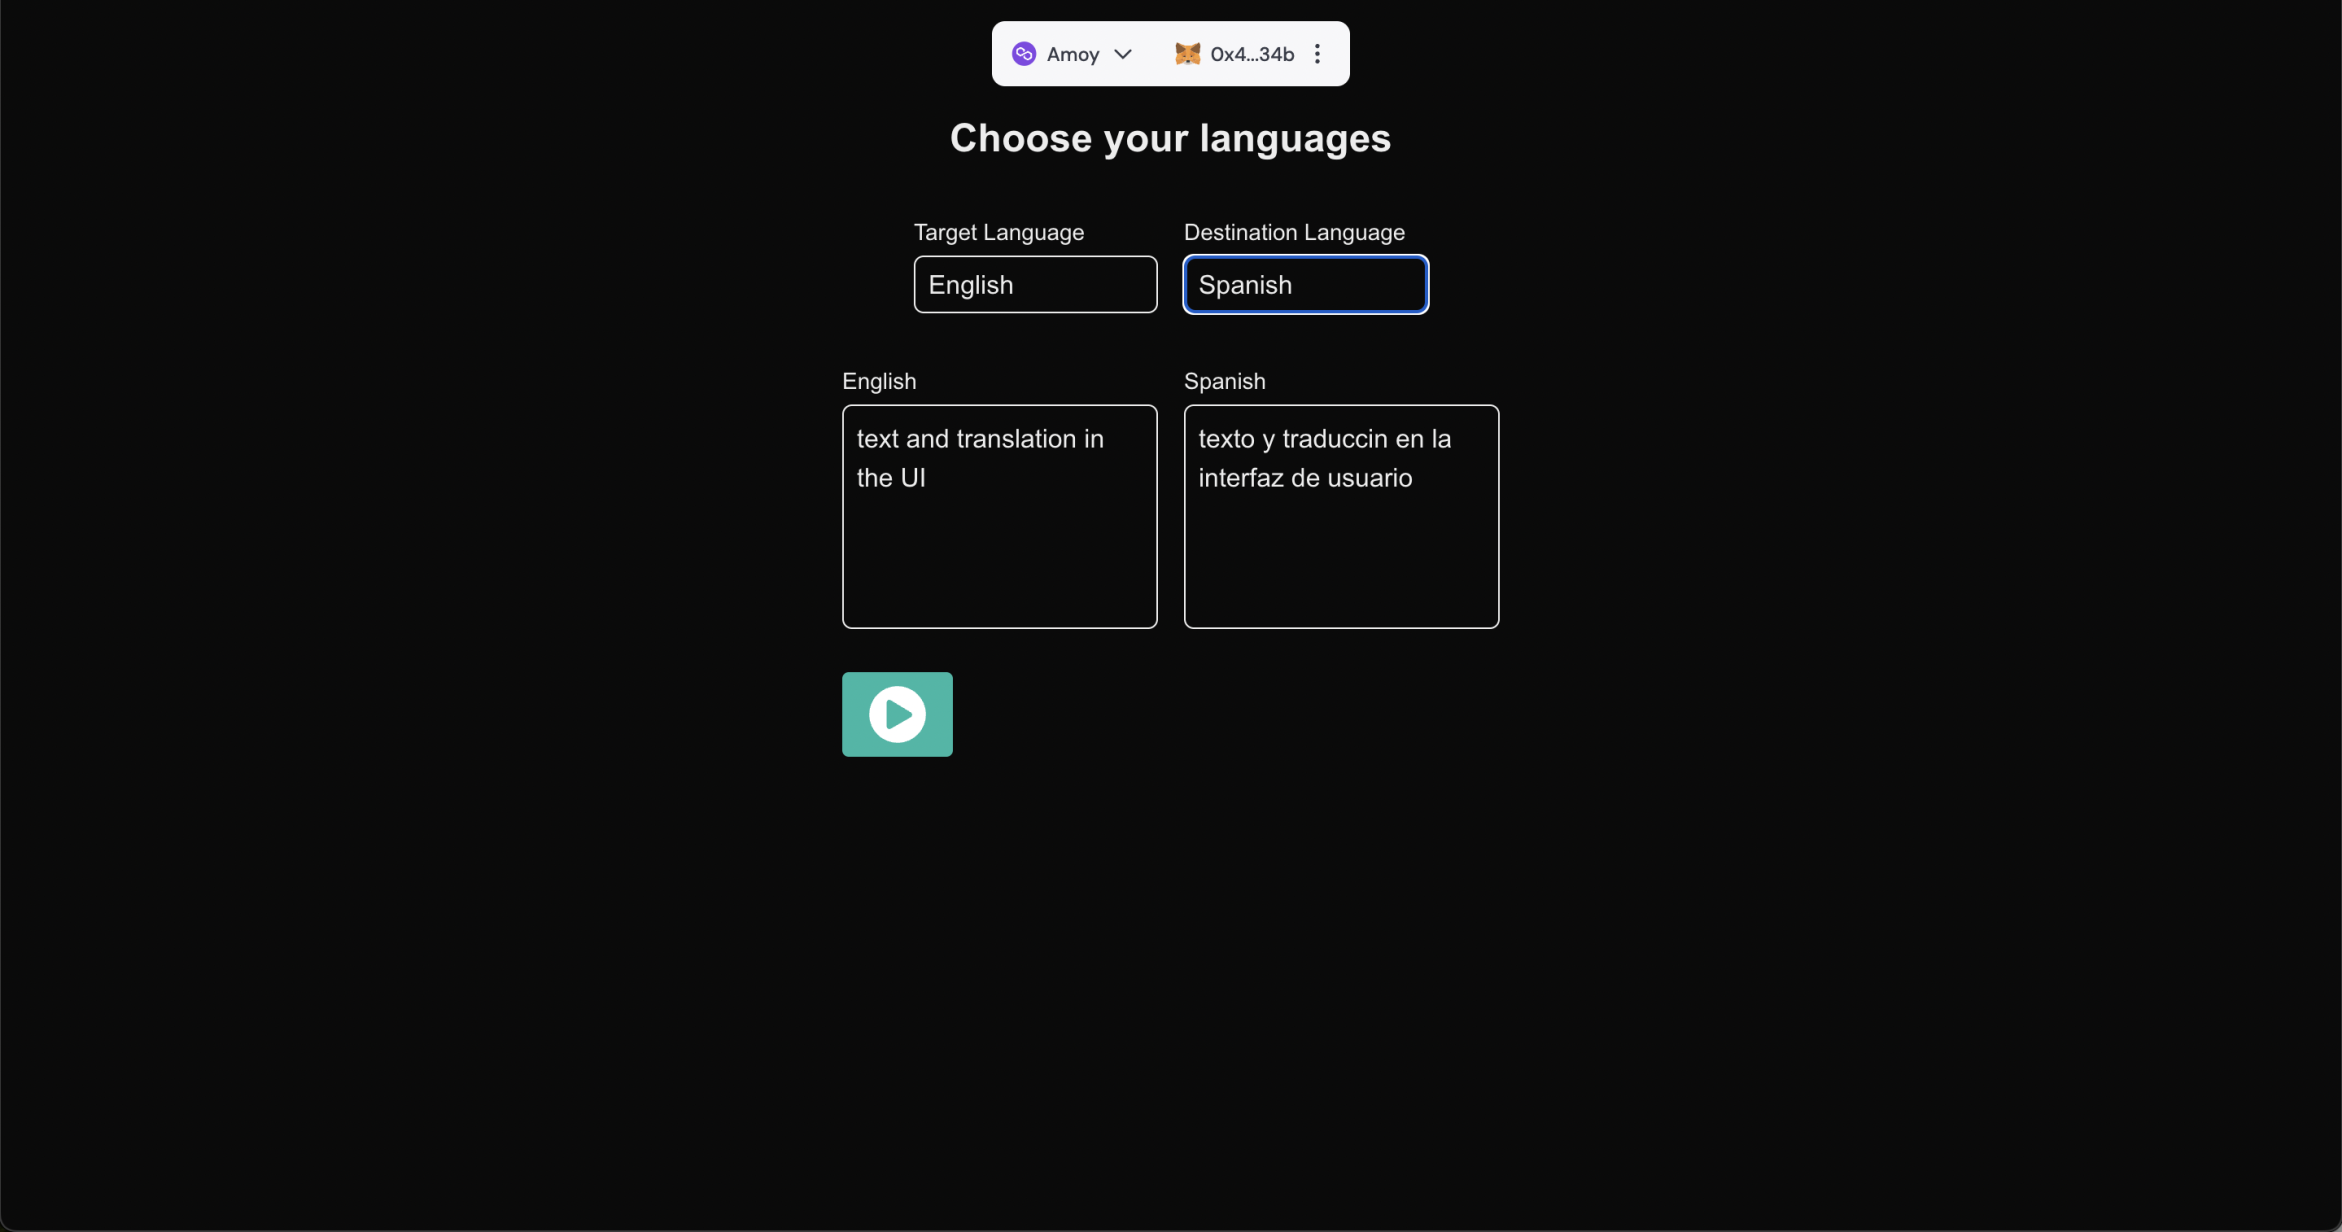 Amoy
0x4...34b
Choose your languages
Target Language
Destination Language
English
Spanish
English
Spanish
text and translation in
the UI
texto y traduccin en la
interfaz de usuario